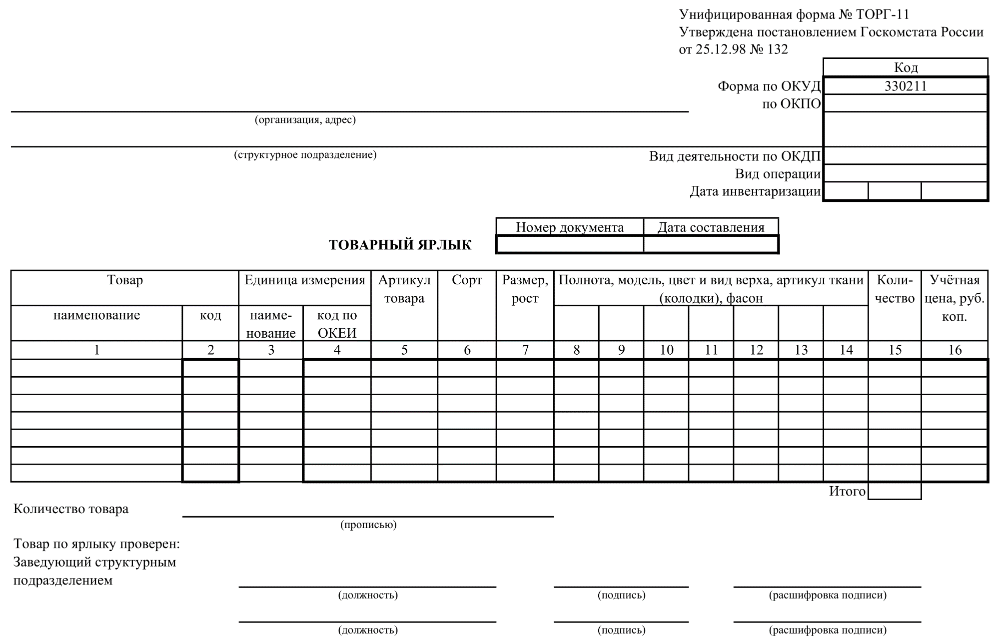 Унифицированная форма № ТОРГ-11
Утверждена постановлением Госкомстата России
от 25.12.98 № 132
Код
Форма по ОКУД 330211
по ОКПО
(организация, адрес)
(структурное подразделение)
Вид деятельности по ОКДП
Вид операции
Дата инвентаризации
Номер документа Дата составления
ТОВАРНЫЙ ЯРЛЫК
Товар Единица измерения Артикул Сорт Размер, Полнота, модель, цвет и вид верха, артикул ткани Коли- Учётная
товара рост (колодки), фасон чество цена, руб.
наименование код наиме- код по коп.
нование ОКЕИ
1 2 3 4 5 6 7 8 9 10 11 12 13 14 15 16
Итого
Количество товара
(прописью)
Товар по ярлыку проверен:
Заведующий структурным
подразделением
(должность) (подпись) (расшифровка подписи)
(должность) (подпись) (расшифровка подписи)